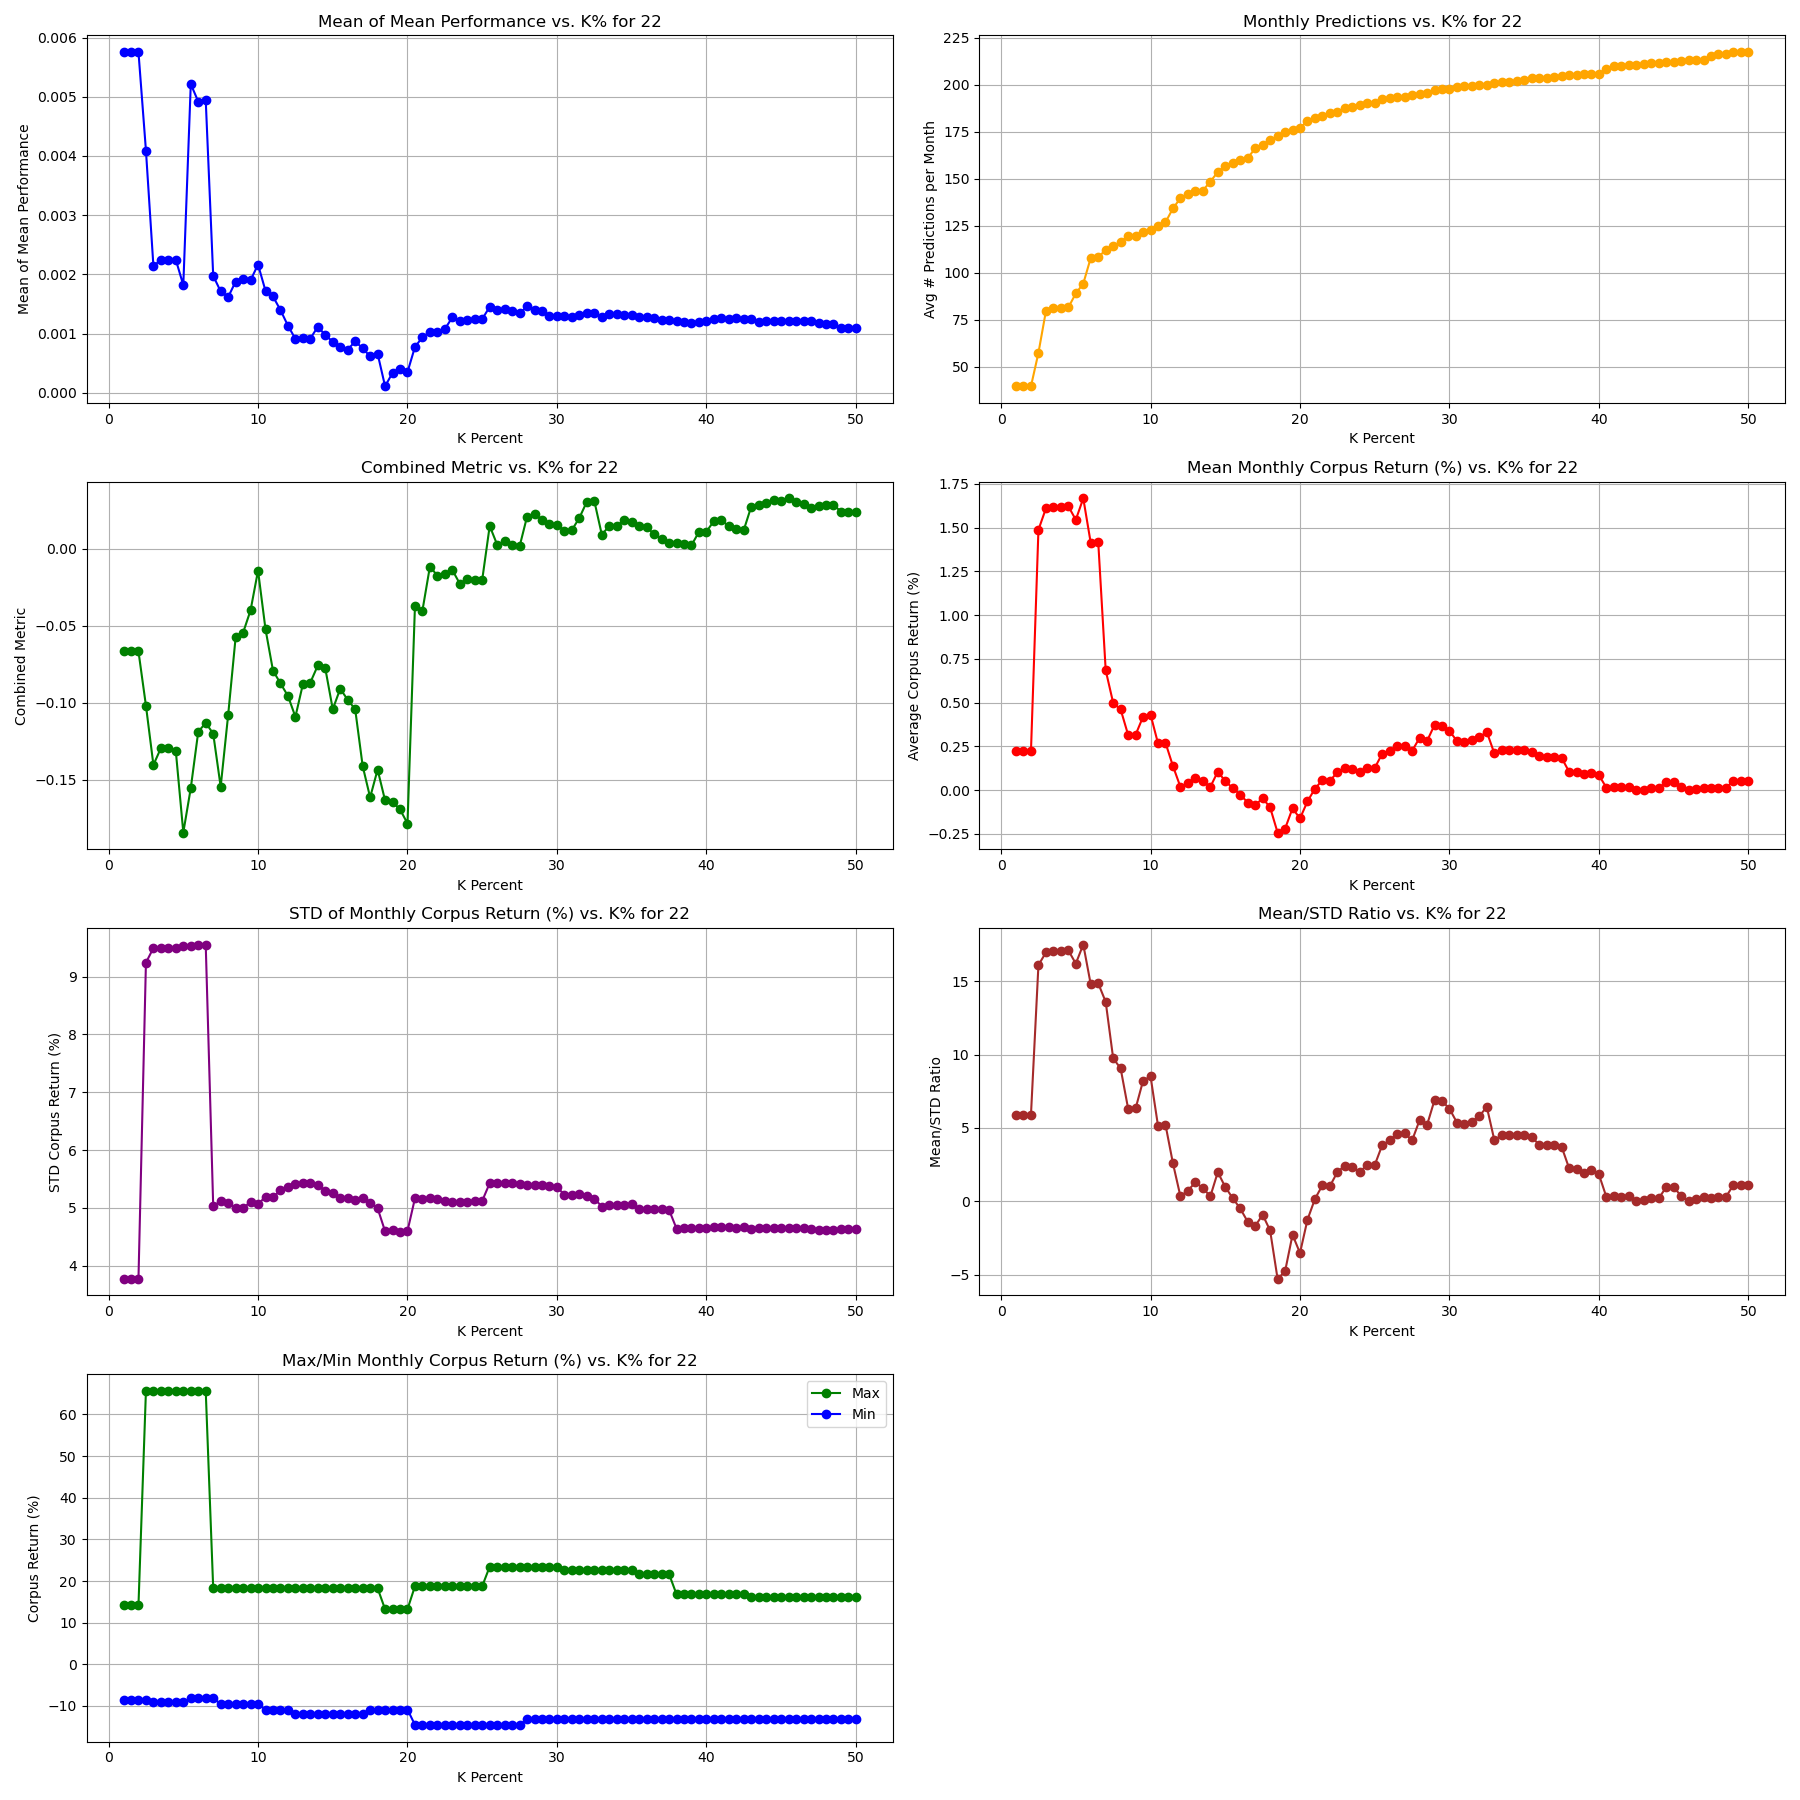 Mean of Mean Performance vs. K% for 22
Mean of Mean Performance
0.006
0.005
0.004
0.003
0.002
0.001
0.000
0 10 20 30 40 50
K Percent
Monthly Predictions vs. K% for 22
Avg # Predictions per Month
225
200
175
150
125
100
75
50
0 10 20 30 40 50
K Percent
Combined Metric vs. K% for 22
Combined Metric
0.00
−0.05
−0.10
−0.15
0 10 20 30 40 50
K Percent
Mean Monthly Corpus Return (%) vs. K% for 22
Average Corpus Return (%)
1.75
1.50
1.25
1.00
0.75
0.50
0.25
0.00
−0.25
0 10 20 30 40 50
K Percent
STD of Monthly Corpus Return (%) vs. K% for 22
STD Corpus Return (%)
9
8
7
6
5
4
0 10 20 30 40 50
K Percent
Mean/STD Ratio vs. K% for 22
Mean/STD Ratio
15
10
5
0
−5
0 10 20 30 40 50
K Percent
Max/Min Monthly Corpus Return (%) vs. K% for 22
Corpus Return (%)
60
50
40
30
20
10
0
−10
Max
Min
0 10 20 30 40 50
K Percent